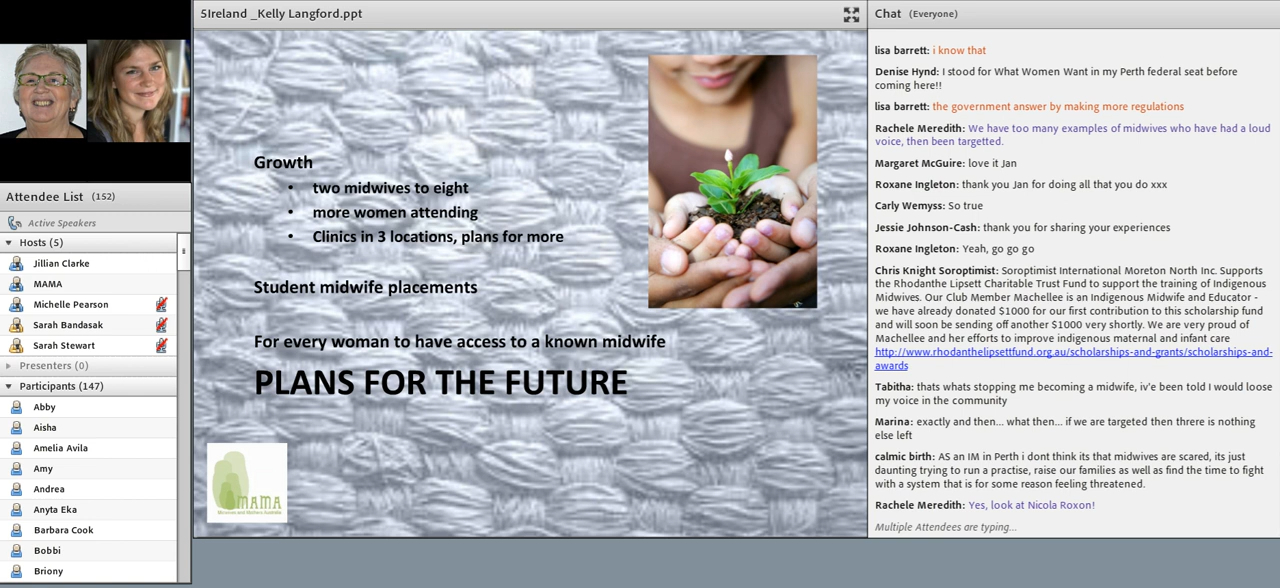 5Ireland _Kelly Langford.ppt
Growth
• two midwives to eight
• more women attending
• Clinics in 3 locations, plans for more
Student midwife placements
For every woman to have access to a known midwife
PLANS FOR THE FUTURE
MAMA
Midwives and Mothers Australia
Attendee List (152)
Active Speakers
Hosts (5)
Jillian Clarke
MAMA
Michelle Pearson
Sarah Bandasak
Sarah Stewart
Presenters (0)
Participants (147)
Abby
Aisha
Amelia Avila
Amy
Andrea
Anyta Eka
Barbara Cook
Bobbi
Briony
Chat (Everyone)
lisa barrett: i know that
Denise Hynd: I stood for What Women Want in my Perth federal seat before
coming here!!
lisa barrett: the government answer by making more regulations
Rachele Meredith: We have too many examples of midwives who have had a loud
voice, then been targetted.
Margaret McGuire: love it Jan
Roxane Ingleton: thank you Jan for doing all that you do xxx
Carly Wemyss: So true
Jessie Johnson-Cash: thank you for sharing your experiences
Roxane Ingleton: Yeah, go go go
Chris Knight Soroptimist: Soroptimist International Moreton North Inc. Supports
the Rhodanthe Lipsett Charitable Trust Fund to support the training of Indigenous
Midwives. Our Club Member Machellee is an Indigenous Midwife and Educator -
we have already donated $1000 for our first contribution to this scholarship fund
and will soon be sending off another $1000 very shortly. We are very proud of
Machellee and her efforts to improve indigenous maternal and infant care
http://www.rhodanthelipsettfund.org.au/scholarships-and-grants/scholarships-and-
awards
Tabitha: thats whats stopping me becoming a midwife, iv'e been told I would loose
my voice in the community
Marina: exactly and then... what then... if we are targeted then threre is nothing
else left
calmic birth: AS an IM in Perth i dont think its that midwives are scared, its just
daunting trying to run a practise, raise our families as well as find the time to fight
with a system that is for some reason feeling threatened.
Rachele Meredith: Yes, look at Nicola Roxon!
Multiple Attendees are typing...